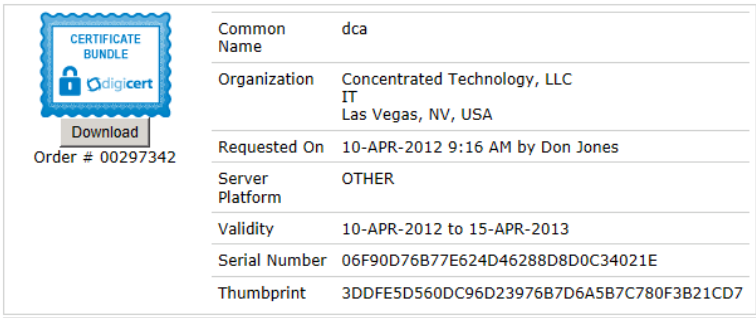 CERTIFICATE
BUNDLE
digicert
Download
Order # 00297342
Common Name dca
Organization Concentrated Technology, LLC
IT
Las Vegas, NV, USA
Requested On 10-APR-2012 9:16 AM by Don Jones
Server Platform OTHER
Validity 10-APR-2012 to 15-APR-2013
Serial Number 06F90D76B77E624D46288D8D0C34021E
Thumbprint 3DDFE5D560DC96D23976B7D6A5B7C780F3B21CD7